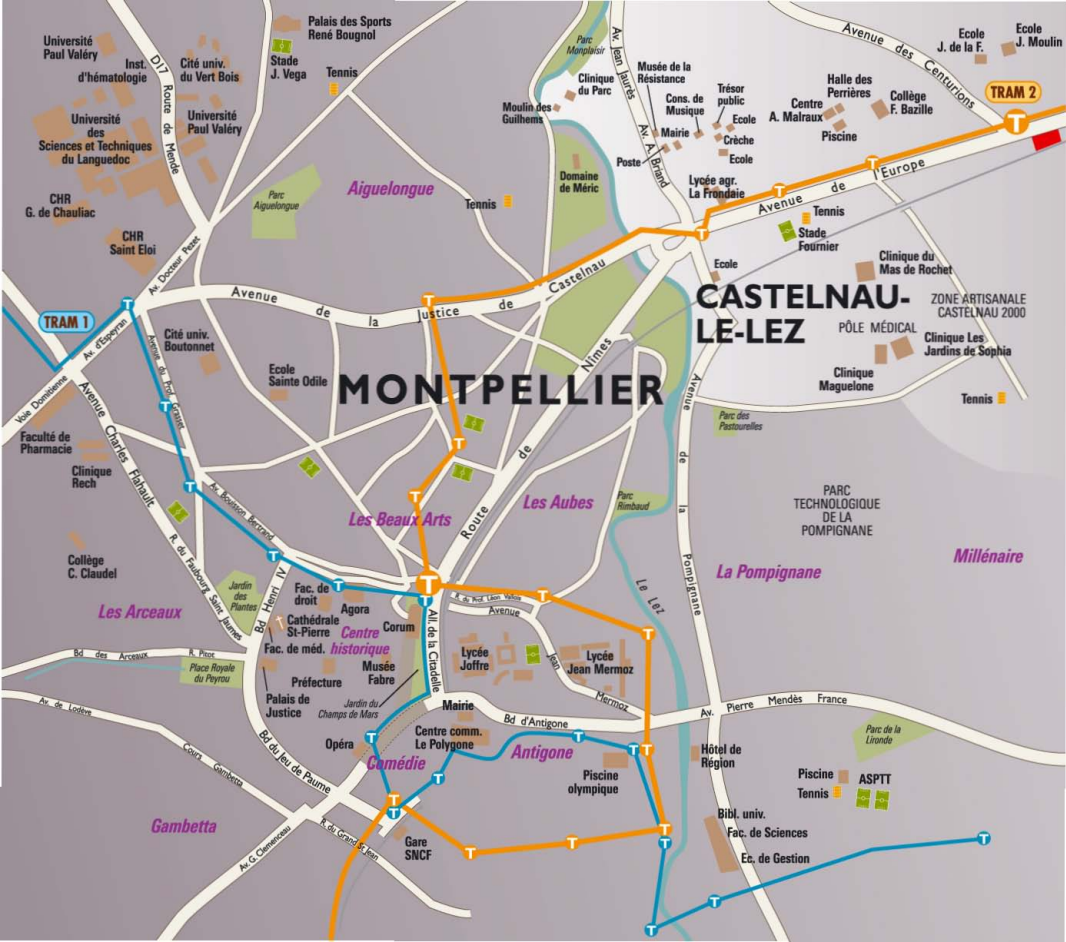 Université
Paul Valéry
Inst.
d'hématologie
D17 Route de Mende
Cité univ.
du Vert Bois
Université
Paul Valéry
Université
des
Sciences et Techniques
du Languedoc
CHR
G. de Chauliac
CHR
Saint Eloi
Palais des Sports
René Bougnol
Stade
J. Vega
Tennis
Parc
Aiguelongue
Aiguelongue
Tennis
Parc
Monplaisir
Clinique
du Parc
Moulin des
Guilhems
Domaine
de Méric
Av. Jean Jaurès
Av. A. Briand
Musée de la
Résistance
Cons. de
Musique
Trésor
public
Mairie
Ecole
Crèche
Ecole
Poste
Lycée agr.
La Frondaie
Avenue des Centurions
Ecole
J. de la F.
Ecole
J. Moulin
Halle des
Perrières
Centre
A. Malraux
Collège
F. Bazille
Piscine
TRAM 2
T
Avenue de l'Europe
Tennis
Stade
Fournier
Ecole
Clinique du
Mas de Rochet
CASTELNAU-
LE-LEZ
ZONE ARTISANALE
CASTELNAU 2000
PÔLE MÉDICAL
Clinique Les
Jardins de Sophia
Clinique
Maguelone
Tennis
Av. Docteur Pezet
TRAM 1
Av. d'Espeyran
Voie Domitienne
Avenue de la Justice de Castelnau
Avenue du Prof. Grasset
Cité univ.
Boutonnet
Ecole
Sainte Odile
MONTPELLIER
Route de Nîmes
Avenue de la Pompignane
Parc des
Pastourelles
Faculté de
Pharmacie
Clinique
Rech
Avenue Charles Flahault
Av. Bouisson Bertrand
R. du Faubourg Saint Jaumes
Les Beaux Arts
Les Aubes
Parc
Rimbaud
PARC
TECHNOLOGIQUE
DE LA
POMPIGNANE
La Pompignane
Millénaire
Collège
C. Claudel
Les Arceaux
Jardin
des
Plantes
Bd Henri IV
Fac. de
droit
Agora
Cathédrale
St-Pierre
Fac. de méd.
Centre
historique
Corum
Préfecture
Musée
Fabre
Palais de
Justice
Jardin du
Champs de Mars
All. de la Citadelle
R. du Prof. Léon Vallois
Avenue Jean Mermoz
Lycée
Joffre
Lycée
Jean Mermoz
Le Lez
Bd des Arceaux
R. Pitot
Place Royale
du Peyrou
Av. de Lodève
Cours Gambetta
Bd du Jeu de Paume
Opéra
Comédie
Mairie
Centre comm.
Le Polygone
Bd d'Antigone
Antigone
Av. Pierre Mendès France
Piscine
olympique
Hôtel de
Région
Parc de la
Lironde
Piscine
Tennis
ASPTT
Bibl. univ.
Fac. de Sciences
Ec. de Gestion
Gambetta
Av. G. Clemenceau
R. du Grand St Jean
Gare
SNCF